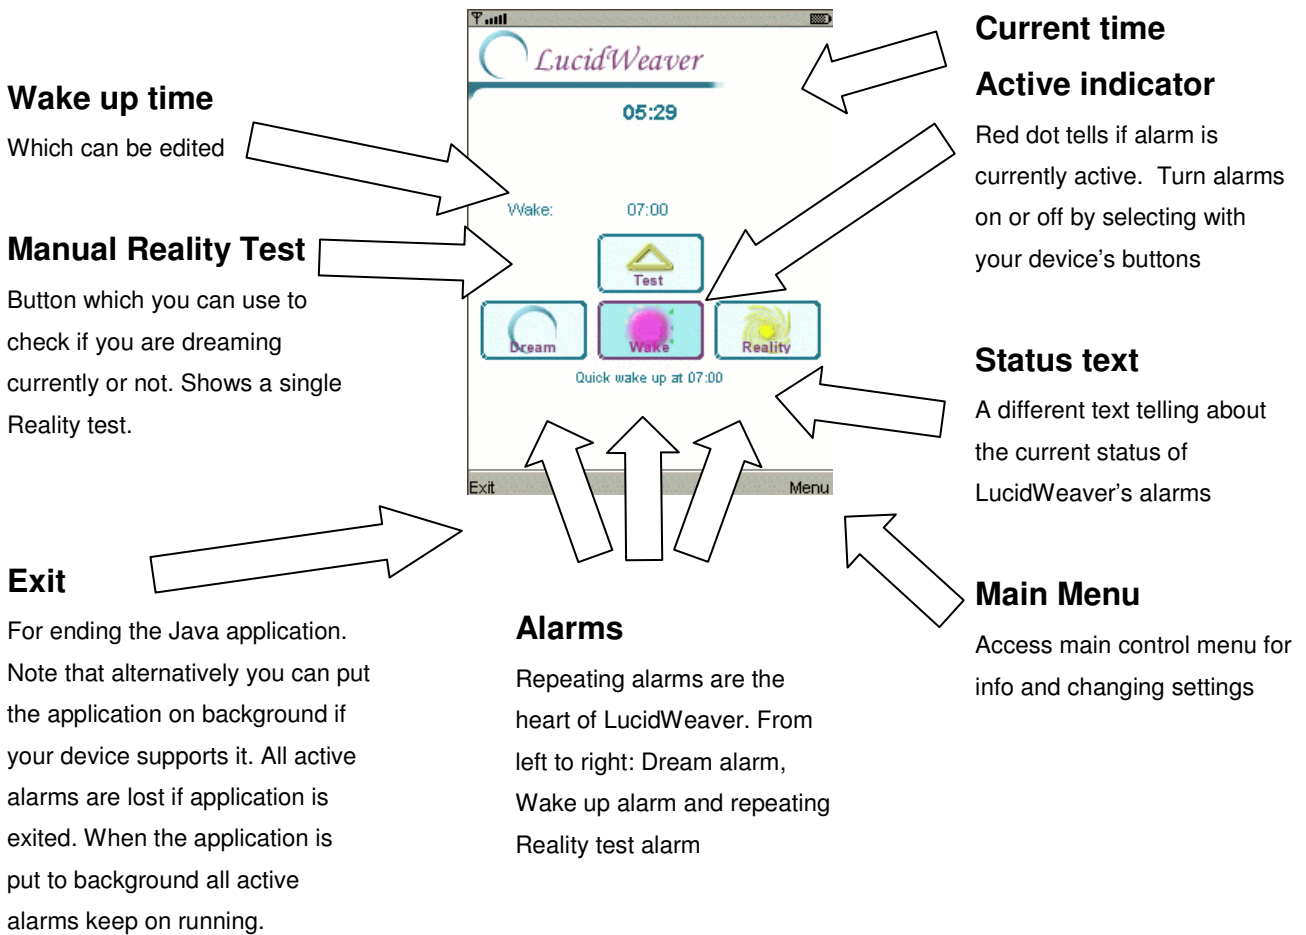 LucidWeaver
05:29
Wake:
07:00
Test
Dream
Wake
Reality
Quick wake up at 07:00
Exit
Menu
Wake up time
Which can be edited
Manual Reality Test
Button which you can use to
check if you are dreaming
currently or not. Shows a single
Reality test.
Exit
For ending the Java application.
Note that alternatively you can put
the application on background if
your device supports it. All active
alarms are lost if application is
exited. When the application is
put to background all active
alarms keep on running.
Alarms
Repeating alarms are the
heart of LucidWeaver. From
left to right: Dream alarm,
Wake up alarm and repeating
Reality test alarm
Current time
Active indicator
Red dot tells if alarm is
currently active.  Turn alarms
on or off by selecting with
your device’s buttons
Status text
A different text telling about
the current status of
LucidWeaver’s alarms
Main Menu
Access main control menu for
info and changing settings